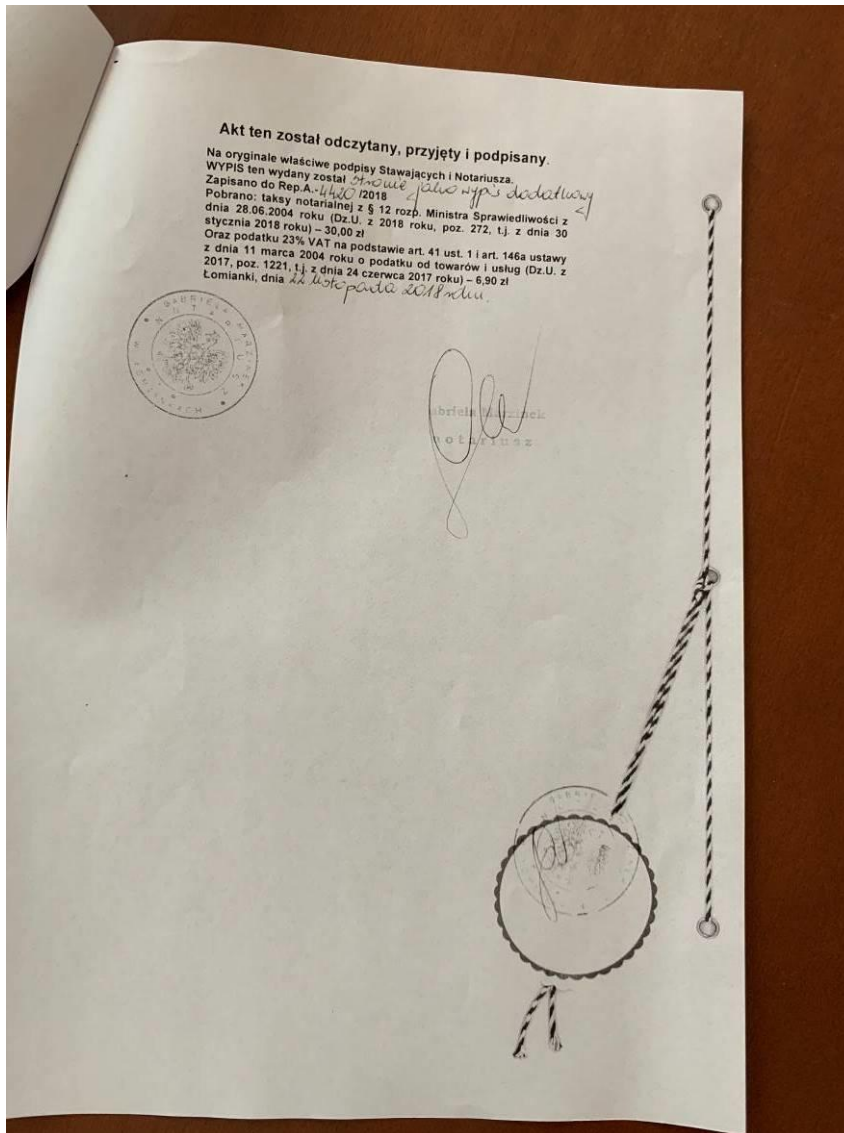 Akt ten został odczytany, przyjęty i podpisany.
Na oryginale właściwe podpisy Stawających i Notariusza.
WYPIS ten wydany został Stronie jako wypis dodatkowy
Zapisano do Rep.A.-4420/2018
Pobrano: taksy notarialnej z § 12 rozp. Ministra Sprawiedliwości z
dnia 28.06.2004 roku (Dz.U. z 2018 roku, poz. 272, t.j. z dnia 30
stycznia 2018 roku) – 30,00 zł
Oraz podatku 23% VAT na podstawie art. 41 ust. 1 i art. 146a ustawy
z dnia 11 marca 2004 roku o podatku od towarów i usług (Dz.U. z
2017, poz. 1221, t.j. z dnia 24 czerwca 2017 roku) – 6,90 zł
Łomianki, dnia 22 listopada 2018 roku.
notariusz